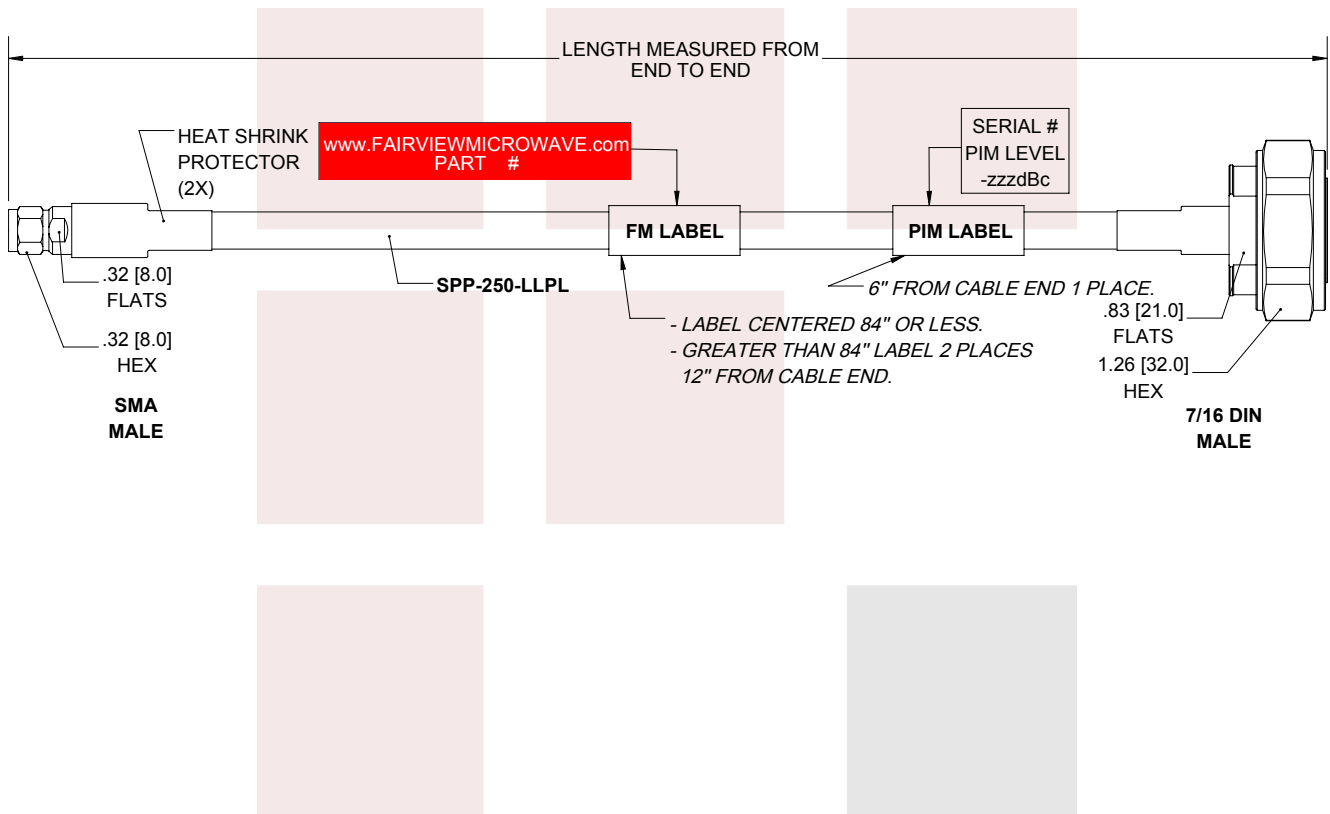 LENGTH MEASURED FROM
END TO END
HEAT SHRINK
PROTECTOR
(2X)
www.FAIRVIEWMICROWAVE.com
PART #
SERIAL #
PIM LEVEL
-zzzdBc
FM LABEL
PIM LABEL
.32 [8.0]
FLATS
.32 [8.0]
HEX
SMA
MALE
SPP-250-LLPL
6" FROM CABLE END 1 PLACE.
- LABEL CENTERED 84" OR LESS.
- GREATER THAN 84" LABEL 2 PLACES
12" FROM CABLE END.
.83 [21.0]
FLATS
1.26 [32.0]
HEX
7/16 DIN
MALE